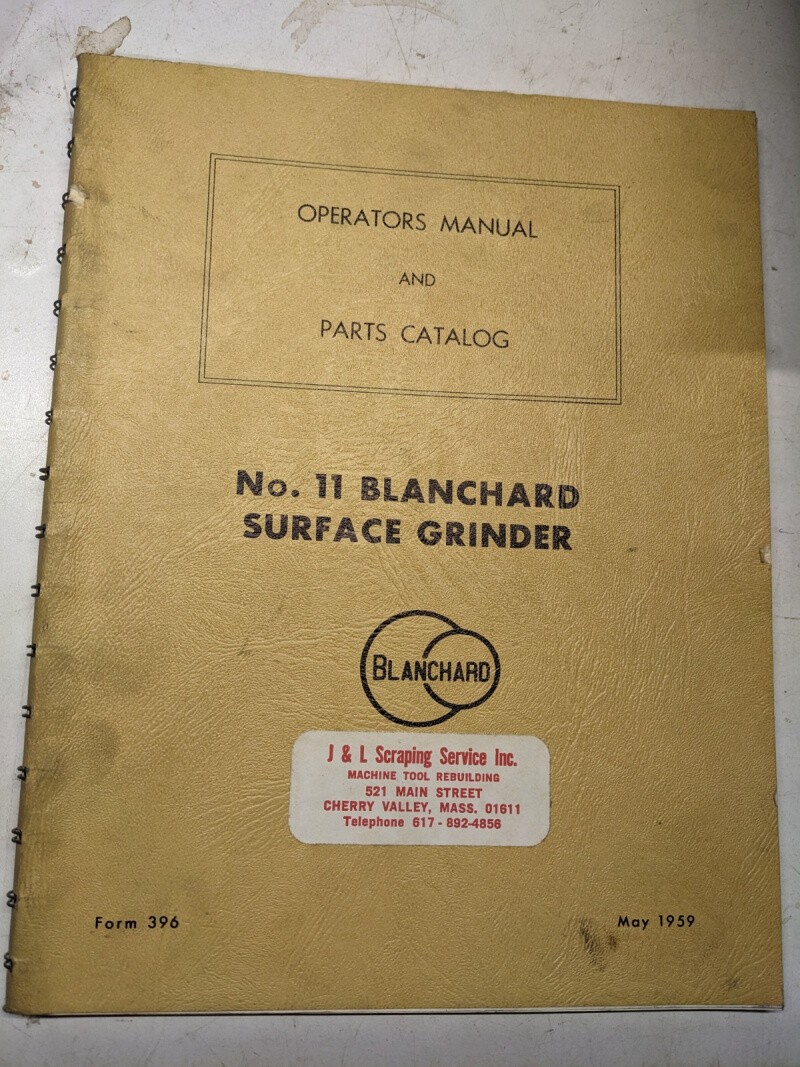 OPERATORS MANUAL
AND
PARTS CATALOG
No. 11 BLANCHARD
SURFACE GRINDER
BLANCHARD
J & L Scraping Service Inc.
MACHINE TOOL REBUILDING
521 MAIN STREET
CHERRY VALLEY, MASS. 01611
Telephone 617-892-4856
Form 396
May 1959